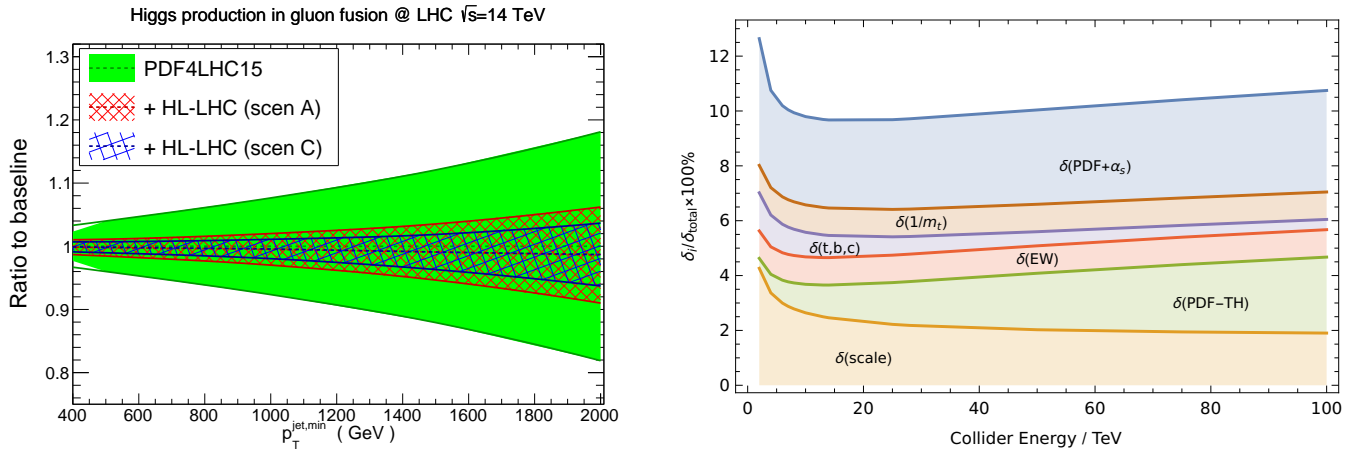 Higgs production in gluon fusion @ LHC √s=14 TeV
1.3
1.2
1.1
1
0.9
0.8
Ratio to baseline
PDF4LHC15
+ HL-LHC (scen A)
+ HL-LHC (scen C)
400 600 800 1000 1200 1400 1600 1800 2000
p_T^{jet,min} ( GeV )
12
10
8
6
4
2
0
δ_i/δ_total×100%
δ(PDF+α_s)
δ(1/m_t)
δ(t,b,c)
δ(EW)
δ(PDF−TH)
δ(scale)
0 20 40 60 80 100
Collider Energy / TeV